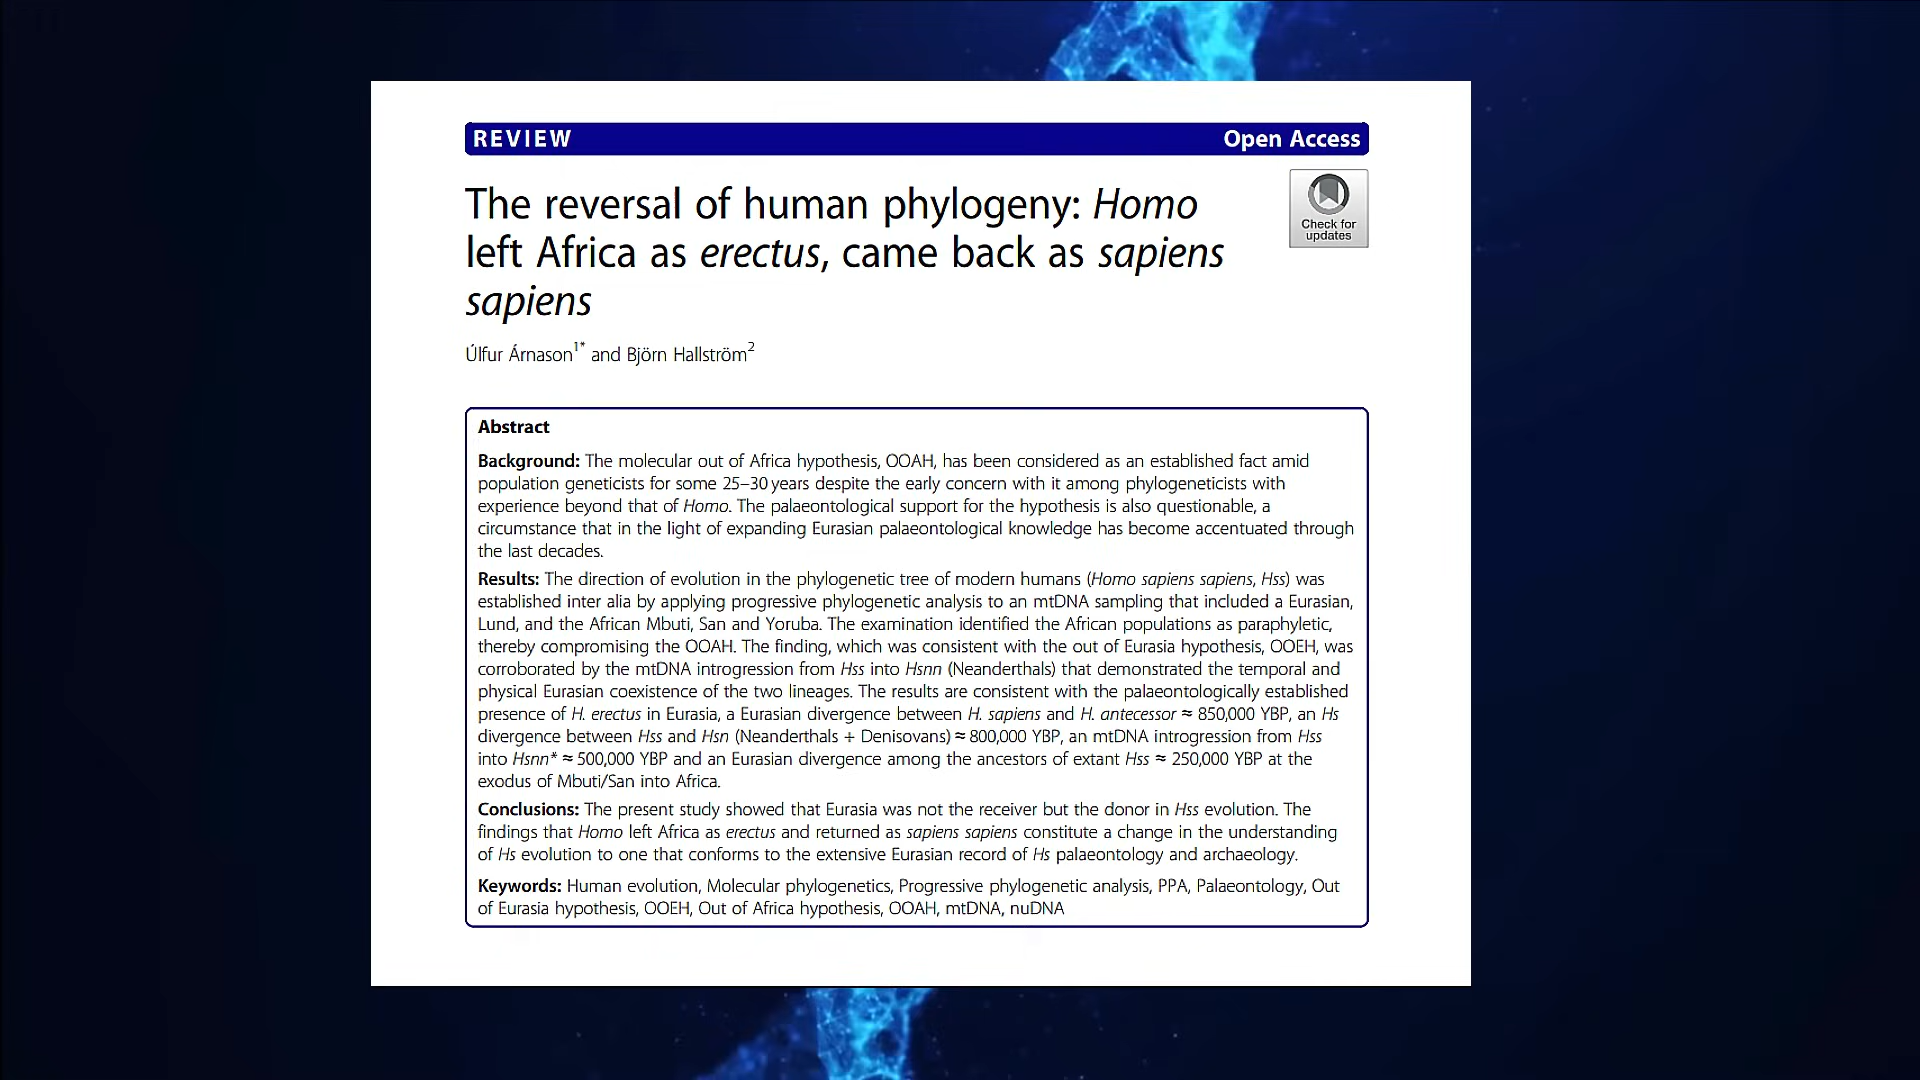 REVIEW
Open Access
The reversal of human phylogeny: Homo
left Africa as erectus, came back as sapiens
sapiens
Check for
updates
Úlfur Árnason1* and Björn Hallström2
Abstract
Background: The molecular out of Africa hypothesis, OOAH, has been considered as an established fact amid
population geneticists for some 25–30 years despite the early concern with it among phylogeneticists with
experience beyond that of Homo. The palaeontological support for the hypothesis is also questionable, a
circumstance that in the light of expanding Eurasian palaeontological knowledge has become accentuated through
the last decades.
Results: The direction of evolution in the phylogenetic tree of modern humans (Homo sapiens sapiens, Hss) was
established inter alia by applying progressive phylogenetic analysis to an mtDNA sampling that included a Eurasian,
Lund, and the African Mbuti, San and Yoruba. The examination identified the African populations as paraphyletic,
thereby compromising the OOAH. The finding, which was consistent with the out of Eurasia hypothesis, OOEH, was
corroborated by the mtDNA introgression from Hss into Hsnn (Neanderthals) that demonstrated the temporal and
physical Eurasian coexistence of the two lineages. The results are consistent with the palaeontologically established
presence of H. erectus in Eurasia, a Eurasian divergence between H. sapiens and H. antecessor ≈ 850,000 YBP, an Hs
divergence between Hss and Hsn (Neanderthals + Denisovans) ≈ 800,000 YBP, an mtDNA introgression from Hss
into Hsnn* ≈ 500,000 YBP and an Eurasian divergence among the ancestors of extant Hss ≈ 250,000 YBP at the
exodus of Mbuti/San into Africa.
Conclusions: The present study showed that Eurasia was not the receiver but the donor in Hss evolution. The
findings that Homo left Africa as erectus and returned as sapiens sapiens constitute a change in the understanding
of Hs evolution to one that conforms to the extensive Eurasian record of Hs palaeontology and archaeology.
Keywords: Human evolution, Molecular phylogenetics, Progressive phylogenetic analysis, PPA, Palaeontology, Out
of Eurasia hypothesis, OOEH, Out of Africa hypothesis, OOAH, mtDNA, nuDNA